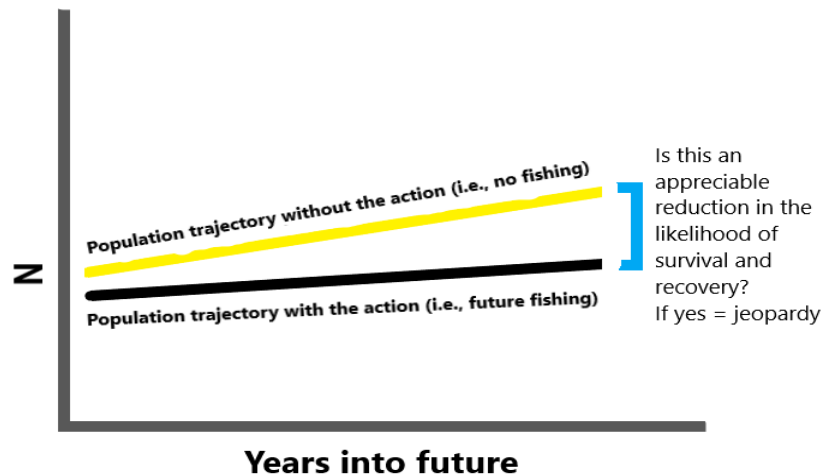 Population trajectory without the action (i.e., no fishing)
Is this an
appreciable
reduction in the
likelihood of
survival and
recovery?
If yes = jeopardy
N
Population trajectory with the action (i.e., future fishing)
Years into future